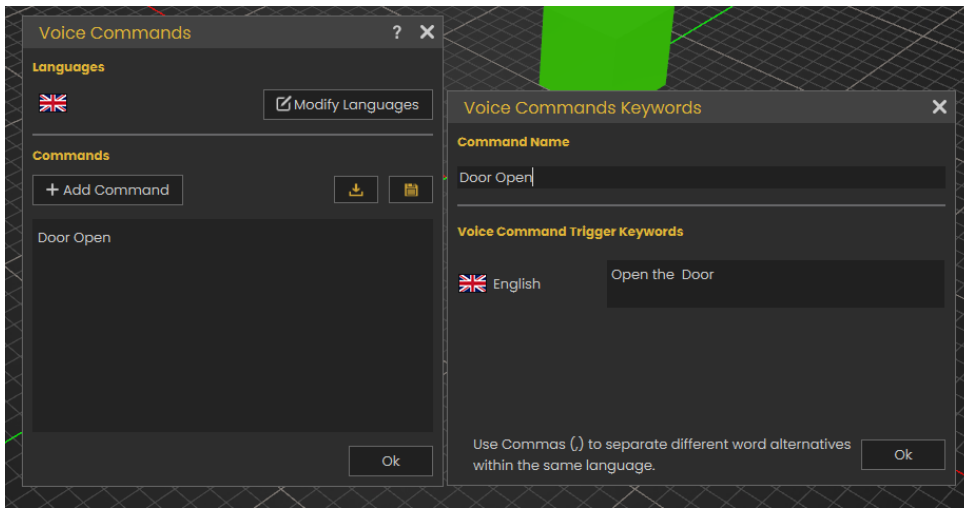 Voice Commands ?
Languages
Modify Languages
Commands
+ Add Command
Door Open
Ok
Voice Commands Keywords
Command Name
Door Open
Voice Command Trigger Keywords
English
Open the  Door
Use Commas (,) to separate different word alternatives
within the same language.
Ok